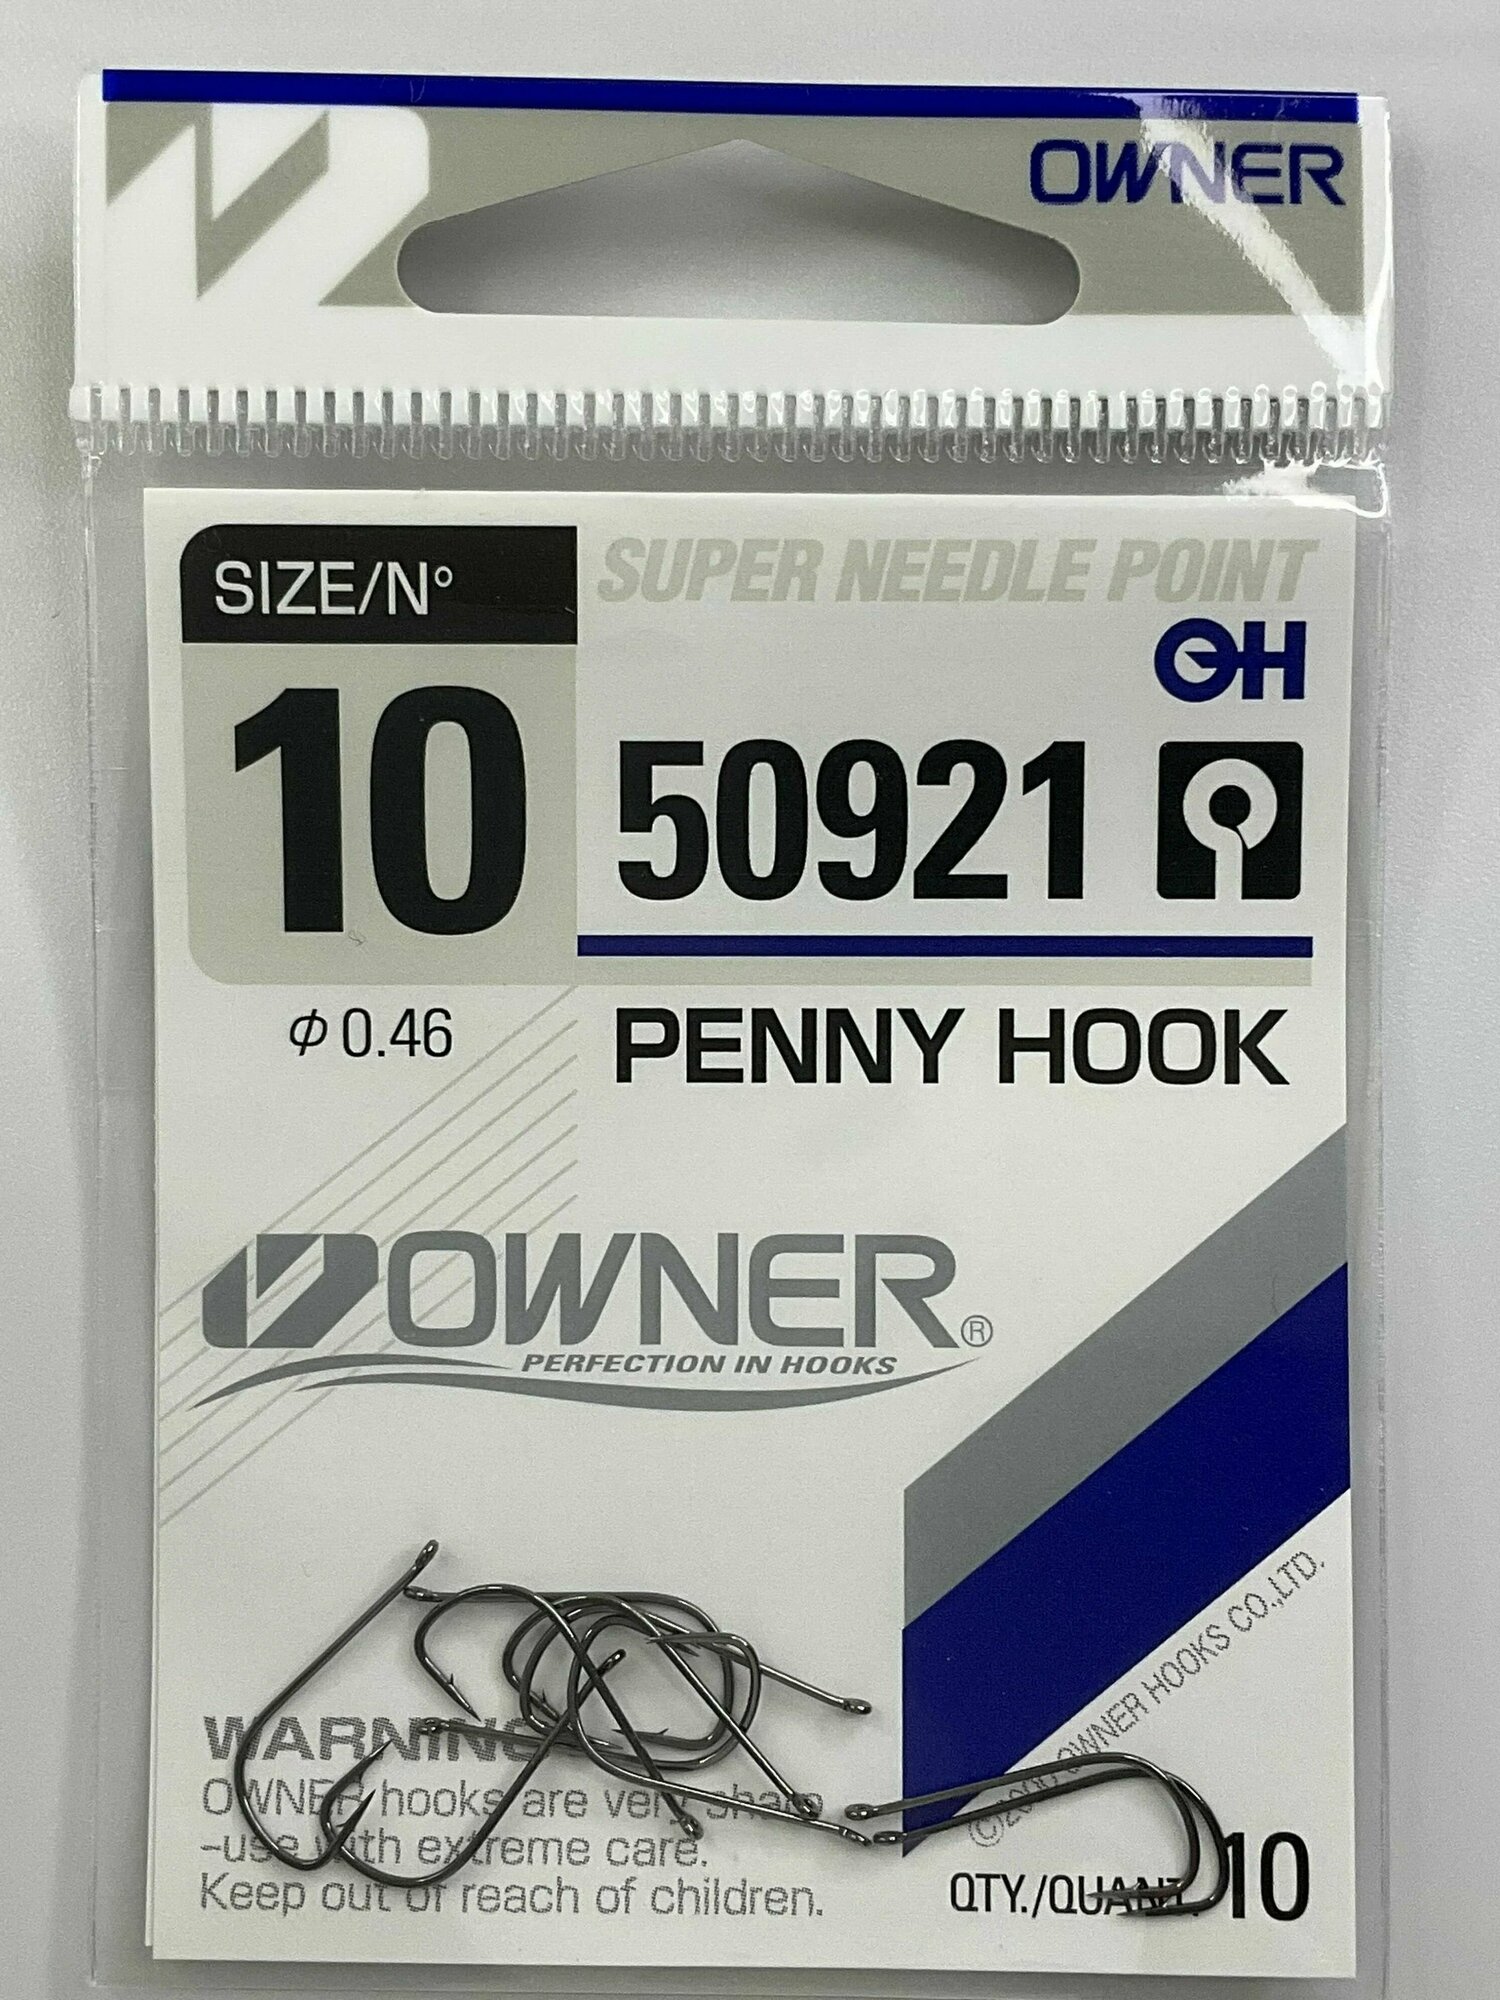 OWNER
SIZE/N°
SUPER NEEDLE POINT
10
50921
Φ 0.46
PENNY HOOK
OWNER®
PERFECTION IN HOOKS
WARNING
OWNER hooks are very sharp
-use with extreme care.
Keep out of reach of children.
OWNER HOOKS CO.,LTD.
QTY./QUANT. 10